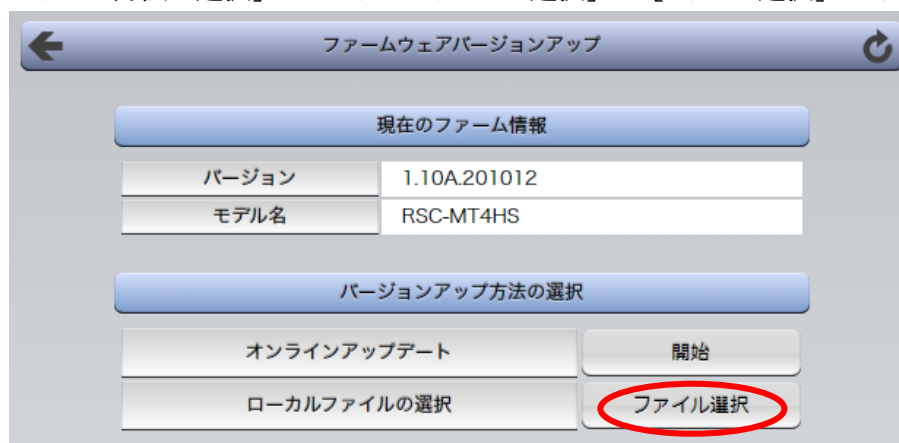 ファームウェアバージョンアップ
現在のファーム情報
バージョン 1.10A.201012
モデル名 RSC-MT4HS
バージョンアップ方法の選択
オンラインアップデート 開始
ローカルファイルの選択 ファイル選択